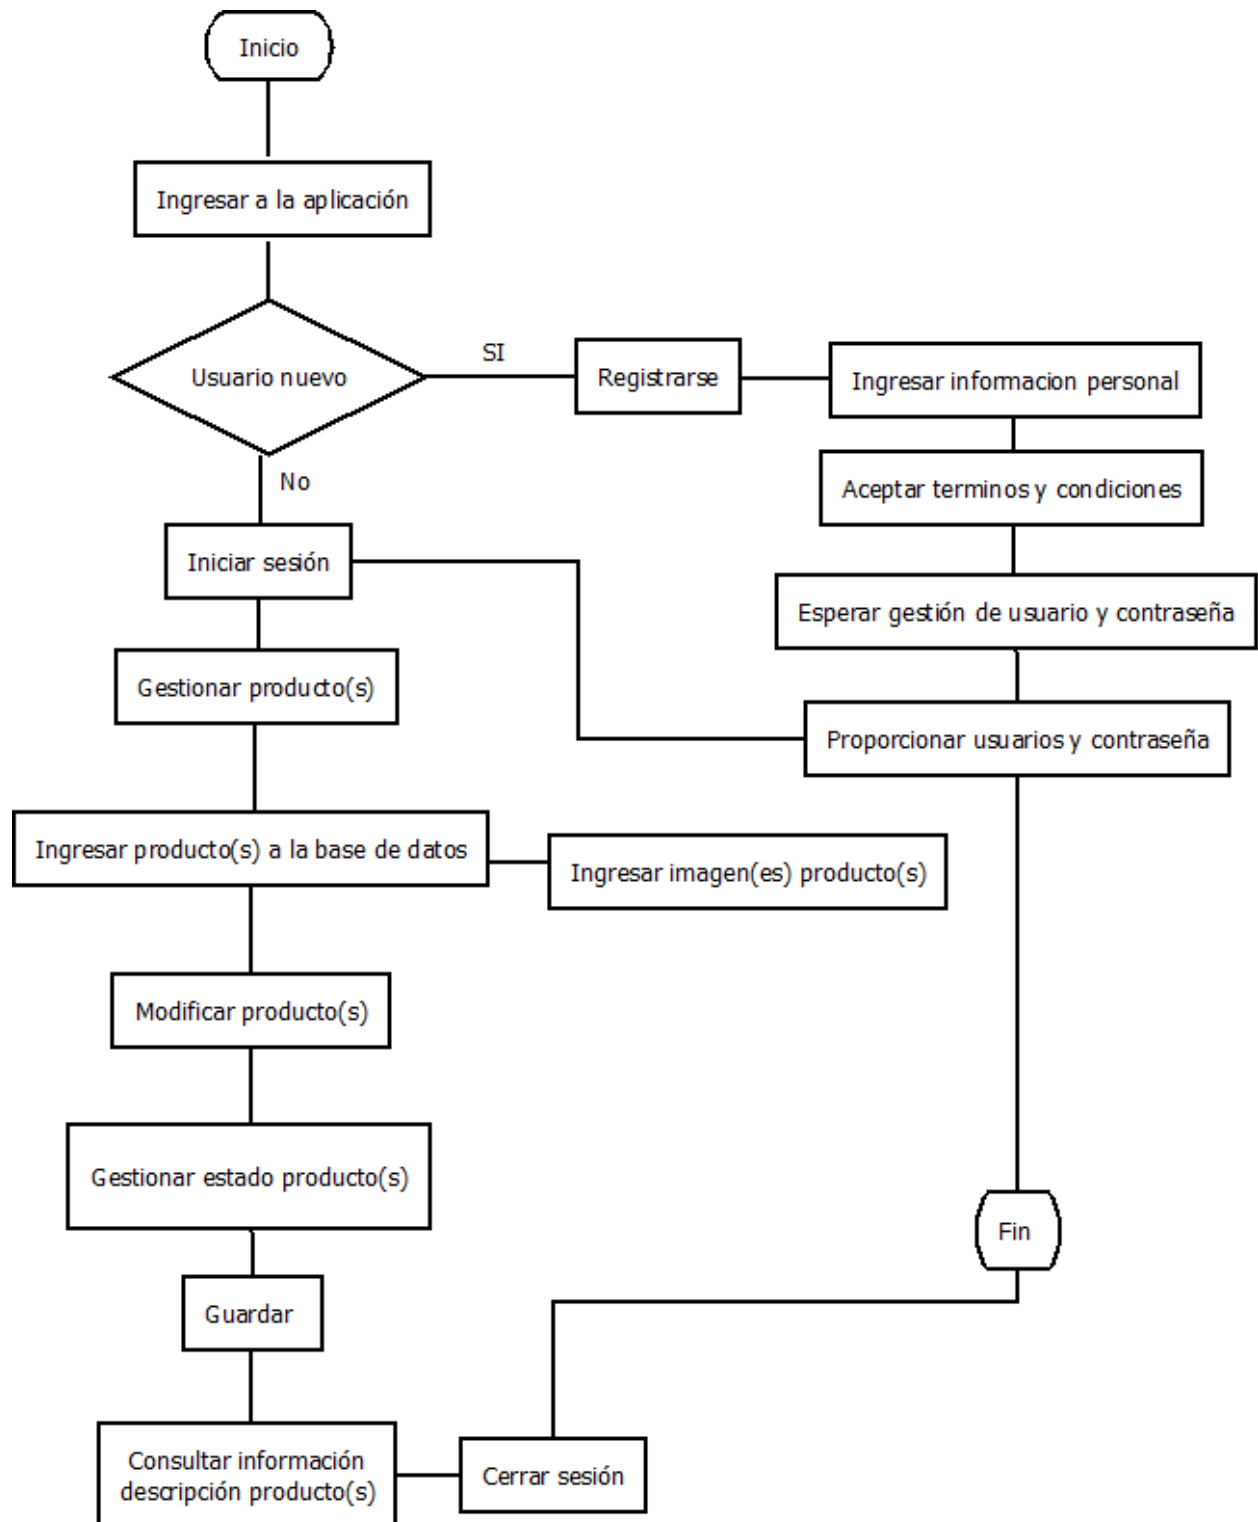 Inicio
Ingresar a la aplicación
Usuario nuevo
SI
Registrarse
Ingresar informacion personal
Aceptar terminos y condiciones
No
Iniciar sesión
Esperar gestión de usuario y contraseña
Gestionar producto(s)
Proporcionar usuarios y contraseña
Ingresar producto(s) a la base de datos
Ingresar imagen(es) producto(s)
Modificar producto(s)
Gestionar estado producto(s)
Fin
Guardar
Consultar información
descripción producto(s)
Cerrar sesión